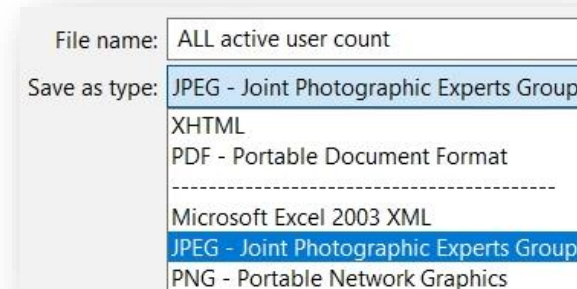 File name: ALL active user count
Save as type: JPEG - Joint Photographic Experts Group
XHTML
PDF - Portable Document Format
------------------------------------------
Microsoft Excel 2003 XML
JPEG - Joint Photographic Experts Group
PNG - Portable Network Graphics